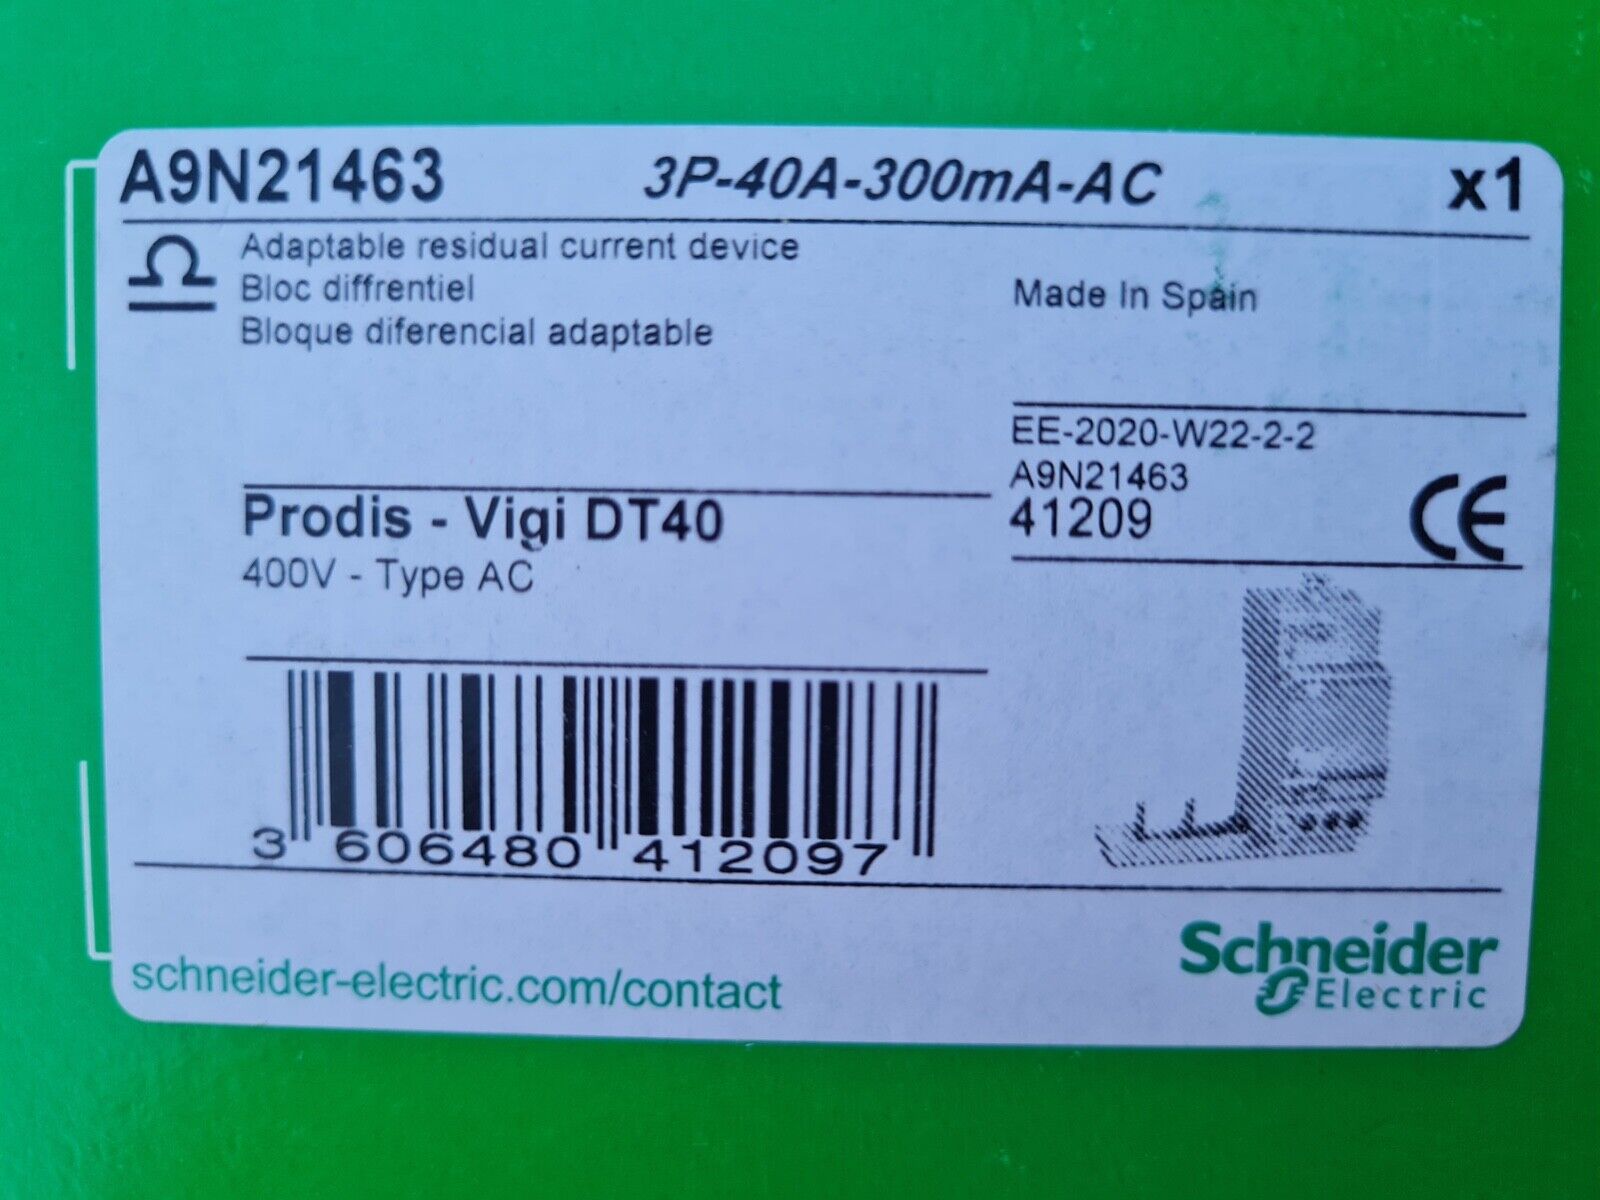 A9N21463 3P-40A-300mA-AC x1
Adaptable residual current device
Bloc diffrentiel
Bloque diferencial adaptable
Made In Spain
EE-2020-W22-2-2
A9N21463
41209
CE
Prodis - Vigi DT40
400V - Type AC
3 606480 412097
schneider-electric.com/contact
Schneider
Electric